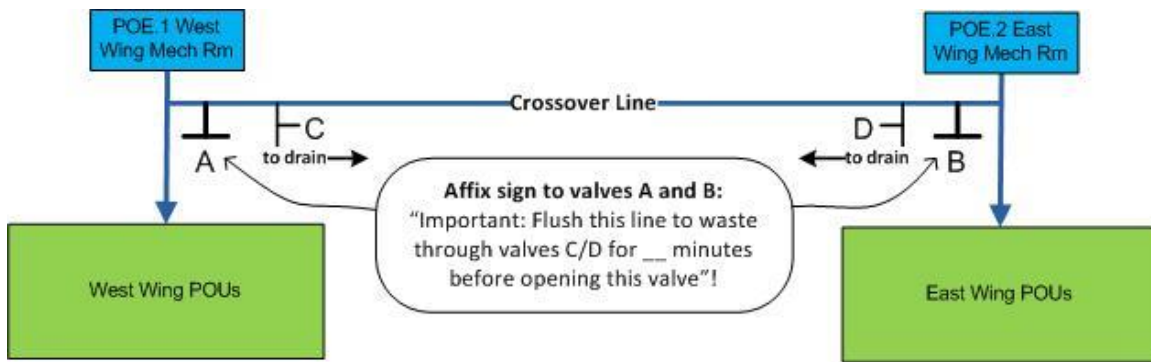 POE.1 West
Wing Mech Rm
POE.2 East
Wing Mech Rm
Crossover Line
C
D
to drain
to drain
A
B
Affix sign to valves A and B:
“Important: Flush this line to waste
through valves C/D for __ minutes
before opening this valve”!
West Wing POUs
East Wing POUs